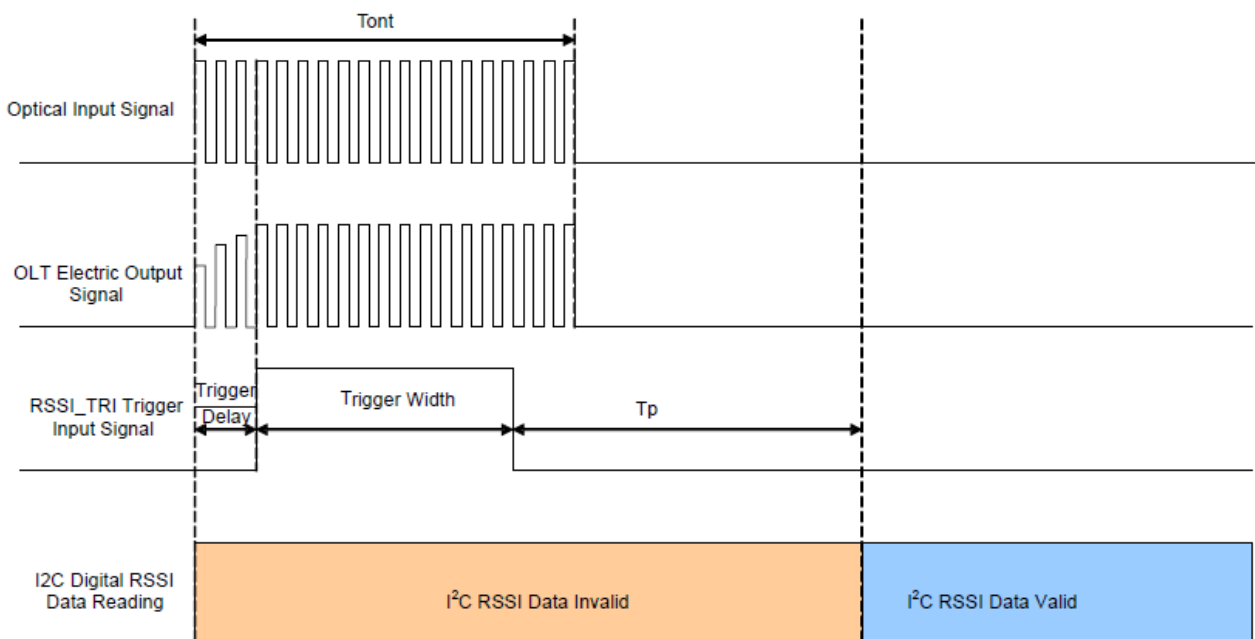 Tont
Optical Input Signal
OLT Electric Output
Signal
RSSI_TRI Trigger
Input Signal
Trigger
Delay
Trigger Width
Tp
I2C Digital RSSI
Data Reading
I²C RSSI Data Invalid
I²C RSSI Data Valid